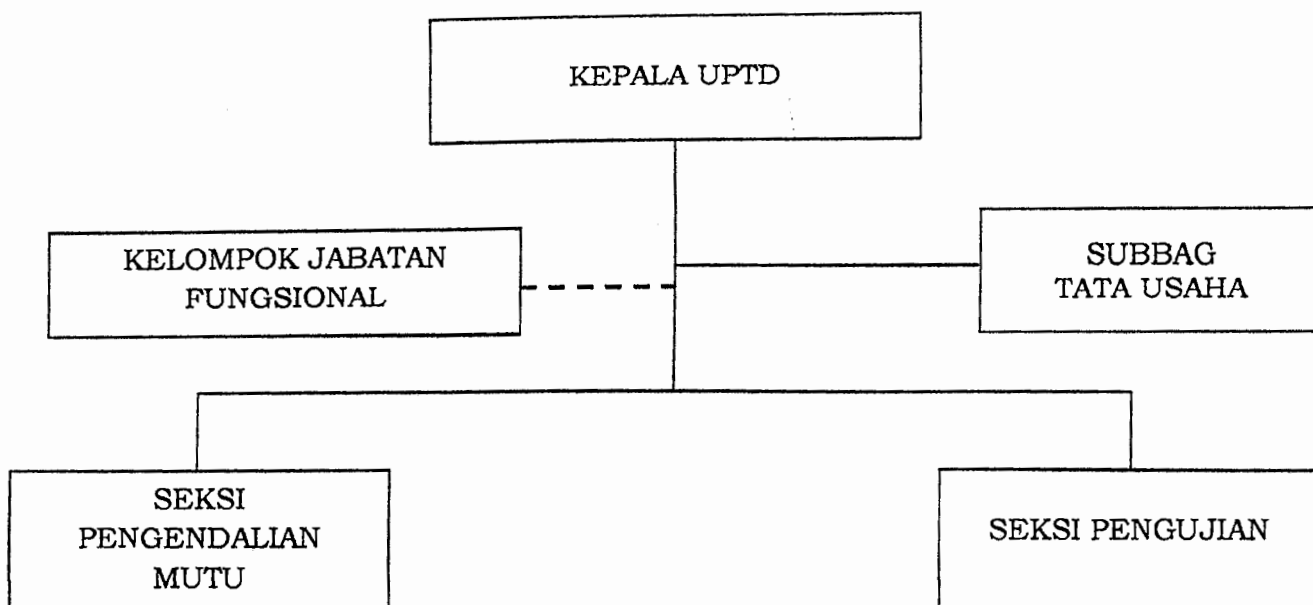 KEPALA UPTD
KELOMPOK JABATAN
FUNGSIONAL
SUBBAG
TATA USAHA
SEKSI
PENGENDALIAN
MUTU
SEKSI PENGUJIAN